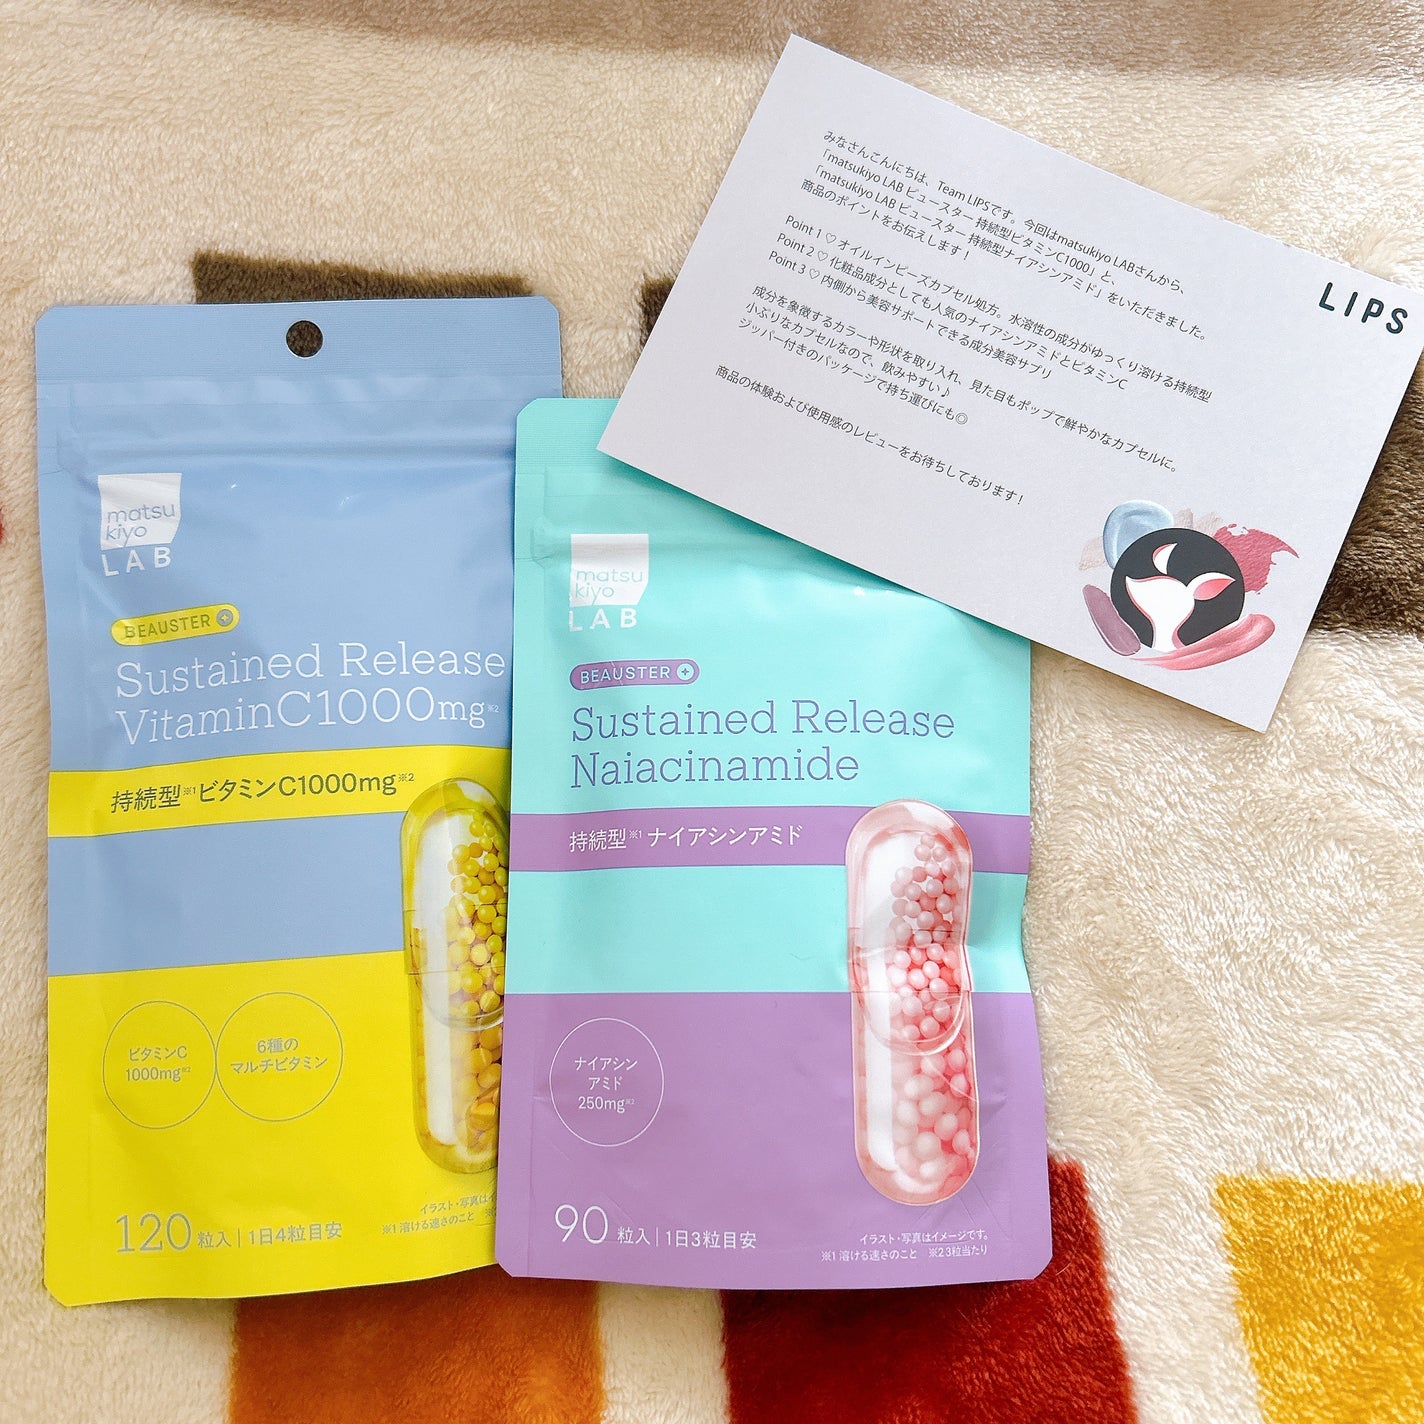 みなさんこんにちは、Team LIPSです。今回はmatsukiyo LABさんから、
「matsukiyo LAB ビュースター 持続型ビタミンC1000」と、
「matsukiyo LAB ビュースター 持続型ナイアシンアミド」をいただきました。
商品のポイントをお伝えします！
Point 1 ♡ オイルインビーズカプセル処方。水溶性の成分がゆっくり溶ける持続型
Point 2 ♡ 化粧品成分としても人気のナイアシンアミドとビタミンC
Point 3 ♡ 内側から美容サポートできる成分美容サプリ
成分を象徴するカラーや形状を取り入れ、見た目もポップで鮮やかなカプセルに。
小ぶりなカプセルなので、飲みやすい♪
ジッパー付きのパッケージで持ち運びにも◎
商品の体験および使用感のレビューをお待ちしております！
LIPS
matsu
kiyo
LAB
BEAUSTER
Sustained Release
VitaminC1000mg※2
持続型※1ビタミンC1000mg※2
ビタミンC
1000mg※2
6種の
マルチビタミン
120粒入 | 1日4粒目安
イラスト・写真はイ
※1 溶ける速さのこと
matsu
kiyo
LAB
BEAUSTER
Sustained Release
Naiacinamide
持続型※1ナイアシンアミド
ナイアシン
アミド
250mg※2
90粒入 | 1日3粒目安
イラスト・写真はイメージです。
※1 溶ける速さのこと ※2 3粒当たり